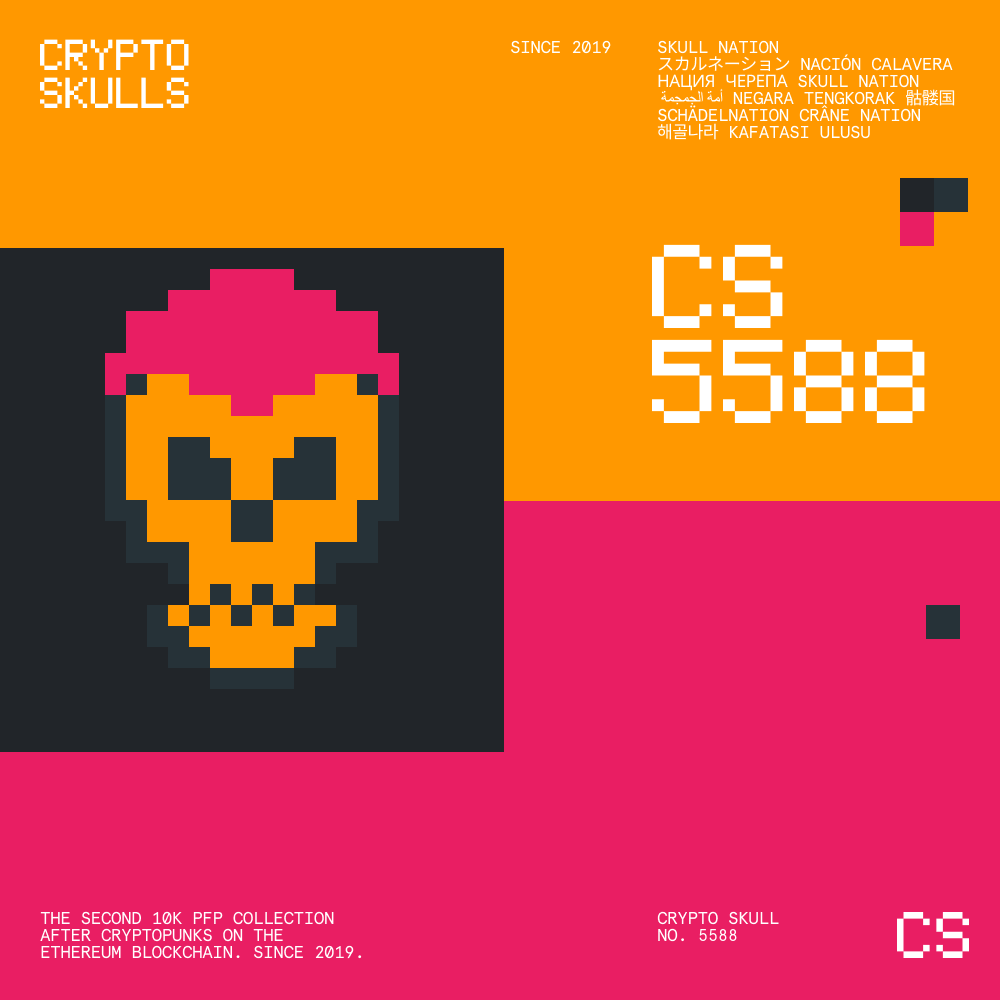 CRYPTO
SKULLS
SINCE 2019
SKULL NATION
スカルネーション NACIÓN CALAVERA
НАЦИЯ ЧЕРЕПА SKULL NATION
أمة الجمجمة NEGARA TENGKORAK 骷髅国
SCHÄDELNATION CRÂNE NATION
해골나라 KAFATASI ULUSU
CS
5588
THE SECOND 10K PFP COLLECTION
AFTER CRYPTOPUNKS ON THE
ETHEREUM BLOCKCHAIN. SINCE 2019.
CRYPTO SKULL
NO. 5588
CS